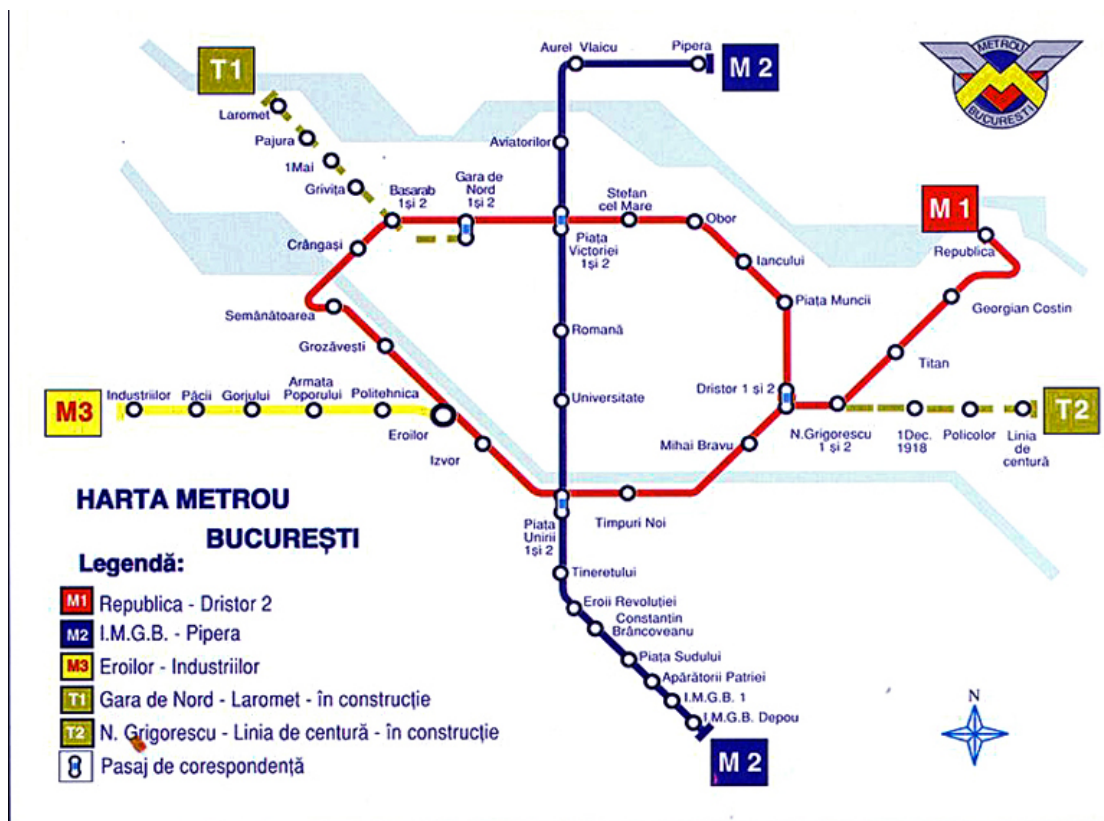 T1
Laromet
Pajura
1Mai
Grivița
Basarab
1și 2
Gara de
Nord
1și 2
Aurel Vlaicu
Pipera
M 2
METROU
BUCUREȘTI
Aviatorilor
Stefan
cel Mare
Obor
M 1
Republica
Crângași
Piața
Victoriei
1și 2
Iancului
Piața Muncii
Georgian Costin
Semănătoarea
Grozăvești
Romană
Titan
M3
Industriilor
Păcii
Gorjului
Armata
Poporului
Politehnica
Eroilor
Izvor
Universitate
Dristor 1 și 2
Mihai Bravu
N.Grigorescu
1 și 2
1Dec.
1918
Policolor
Linia
de
centură
T2
Piața
Unirii
1și 2
Timpuri Noi
Tineretului
Eroii Revoluției
Constantin
Brâncoveanu
Piața Sudului
Apărătorii Patriei
I.M.G.B. 1
I.M.G.B. Depou
M 2
N
HARTA METROU
BUCUREȘTI
Legendă:
M1 Republica - Dristor 2
M2 I.M.G.B. - Pipera
M3 Eroilor - Industriilor
T1 Gara de Nord - Laromet - în construcție
T2 N. Grigorescu - Linia de centură - în construcție
Pasaj de corespondență